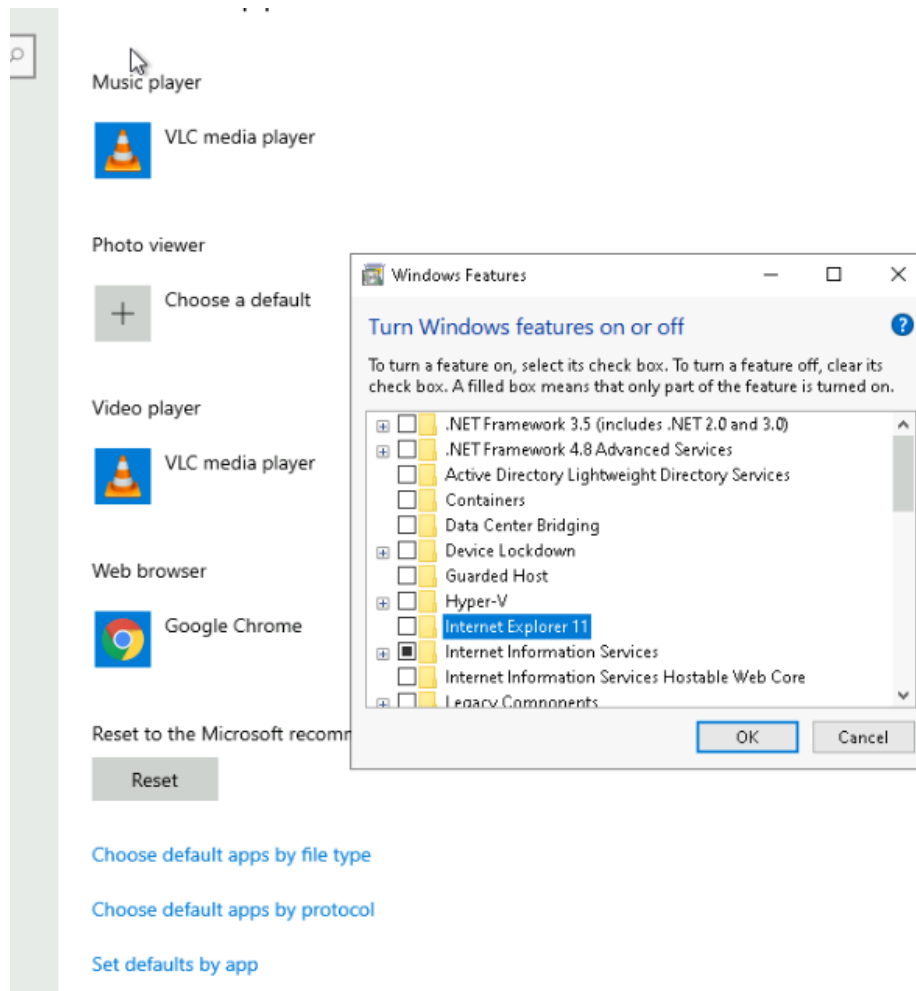 Music player
VLC media player
Photo viewer
Choose a default
Video player
VLC media player
Web browser
Google Chrome
Reset to the Microsoft recomm
Reset
Choose default apps by file type
Choose default apps by protocol
Set defaults by app
Windows Features
Turn Windows features on or off
To turn a feature on, select its check box. To turn a feature off, clear its
check box. A filled box means that only part of the feature is turned on.
.NET Framework 3.5 (includes .NET 2.0 and 3.0)
.NET Framework 4.8 Advanced Services
Active Directory Lightweight Directory Services
Containers
Data Center Bridging
Device Lockdown
Guarded Host
Hyper-V
Internet Explorer 11
Internet Information Services
Internet Information Services Hostable Web Core
Legacy Components
OK
Cancel